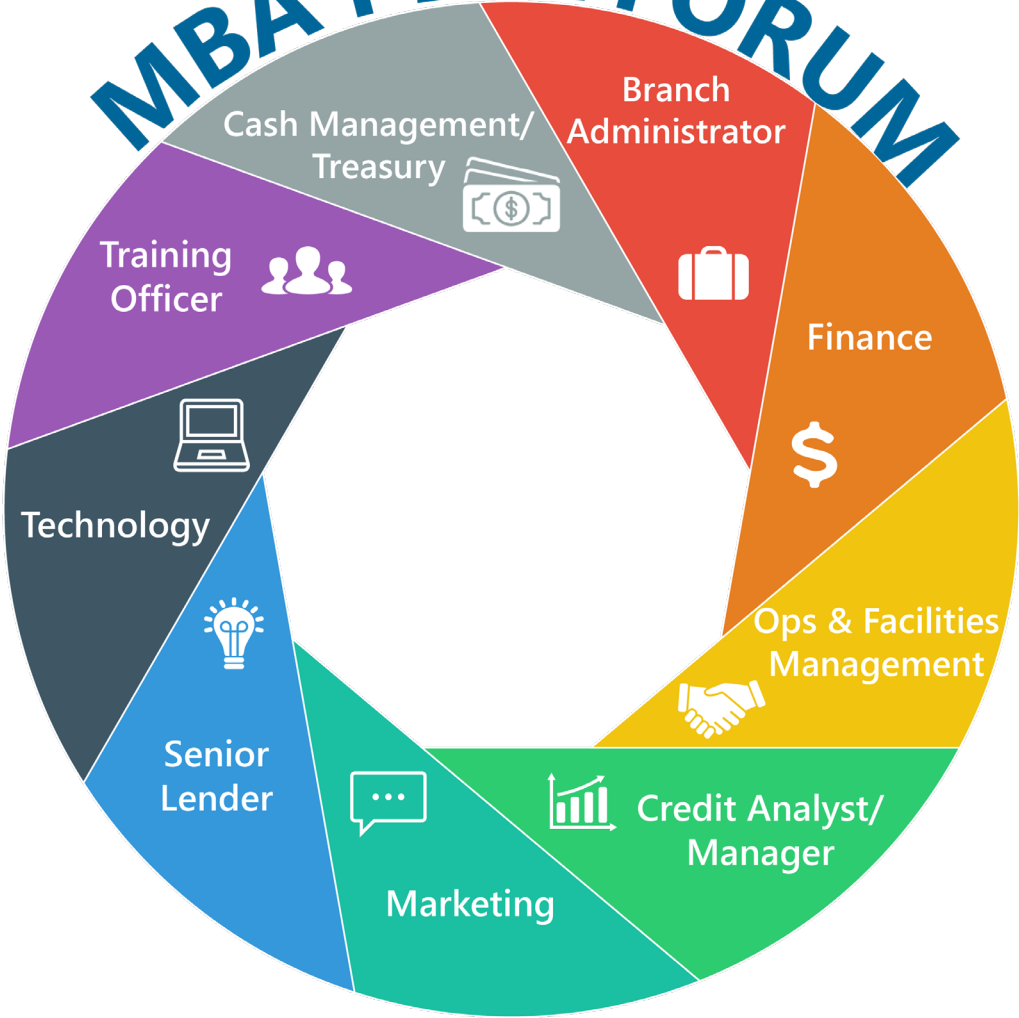 MBA FORUM
Branch
Administrator
Finance
Ops & Facilities
Management
Credit Analyst/
Manager
Marketing
Senior
Lender
Technology
Training
Officer
Cash Management/
Treasury